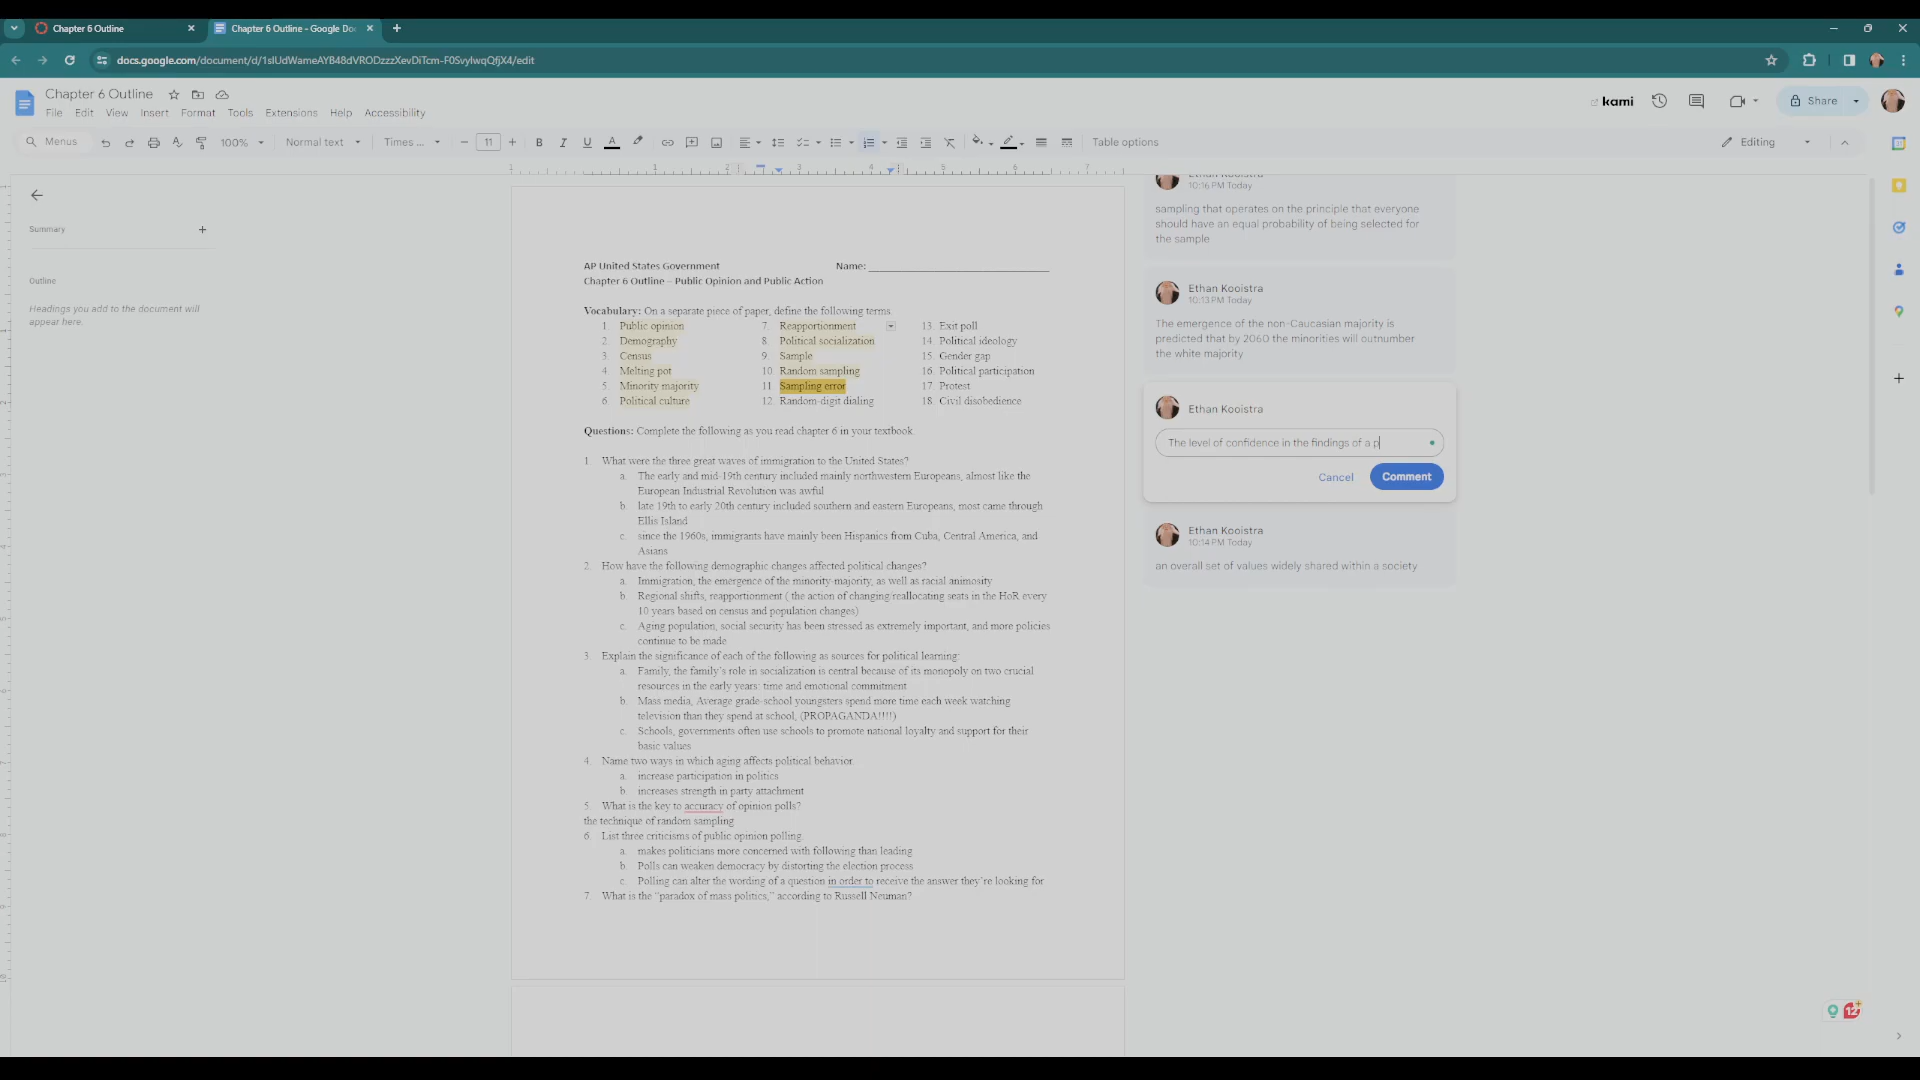 Chapter 6 Outline
Chapter 6 Outline - Google Doc
docs.google.com/document/d/1slUdWameAYB48dVRODzzzXevDiTcm-F0SvylwqQfjX4/edit
Chapter 6 Outline
File Edit View Insert Format Tools Extensions Help Accessibility
kami
Share
Menus
100%
Normal text
Times ...
11
Table options
Editing
Summary
Outline
Headings you add to the document will
appear here.
AP United States Government
Name:
Chapter 6 Outline – Public Opinion and Public Action
Vocabulary: On a separate piece of paper, define the following terms.
1. Public opinion
2. Demography
3. Census
4. Melting pot
5. Minority majority
6. Political culture
7. Reapportionment
8. Political socialization
9. Sample
10. Random sampling
11. Sampling error
12. Random-digit dialing
13. Exit poll
14. Political ideology
15. Gender gap
16. Political participation
17. Protest
18. Civil disobedience
Questions: Complete the following as you read chapter 6 in your textbook.
1. What were the three great waves of immigration to the United States?
a. The early and mid-19th century included mainly northwestern Europeans, almost like the
European Industrial Revolution was awful
b. late 19th to early 20th century included southern and eastern Europeans, most came through
Ellis Island
c. since the 1960s, immigrants have mainly been Hispanics from Cuba, Central America, and
Asians
2. How have the following demographic changes affected political changes?
a. Immigration, the emergence of the minority-majority, as well as racial animosity
b. Regional shifts, reapportionment ( the action of changing/reallocating seats in the HoR every
10 years based on census and population changes)
c. Aging population, social security has been stressed as extremely important, and more policies
continue to be made
3. Explain the significance of each of the following as sources for political learning:
a. Family, the family's role in socialization is central because of its monopoly on two crucial
resources in the early years: time and emotional commitment
b. Mass media, Average grade-school youngsters spend more time each week watching
television than they spend at school, (PROPAGANDA!!!!)
c. Schools, governments often use schools to promote national loyalty and support for their
basic values
4. Name two ways in which aging affects political behavior.
a. increase participation in politics
b. increases strength in party attachment
5. What is the key to accuracy of opinion polls?
the technique of random sampling
6. List three criticisms of public opinion polling.
a. makes politicians more concerned with following than leading
b. Polls can weaken democracy by distorting the election process
c. Polling can alter the wording of a question in order to receive the answer they're looking for
7. What is the "paradox of mass politics," according to Russell Neuman?
Ethan Kooistra
10:16 PM Today
sampling that operates on the principle that everyone
should have an equal probability of being selected for
the sample
Ethan Kooistra
10:13 PM Today
The emergence of the non-Caucasian majority is
predicted that by 2060 the minorities will outnumber
the white majority
Ethan Kooistra
The level of confidence in the findings of a p
Cancel
Comment
Ethan Kooistra
10:14 PM Today
an overall set of values widely shared within a society
12